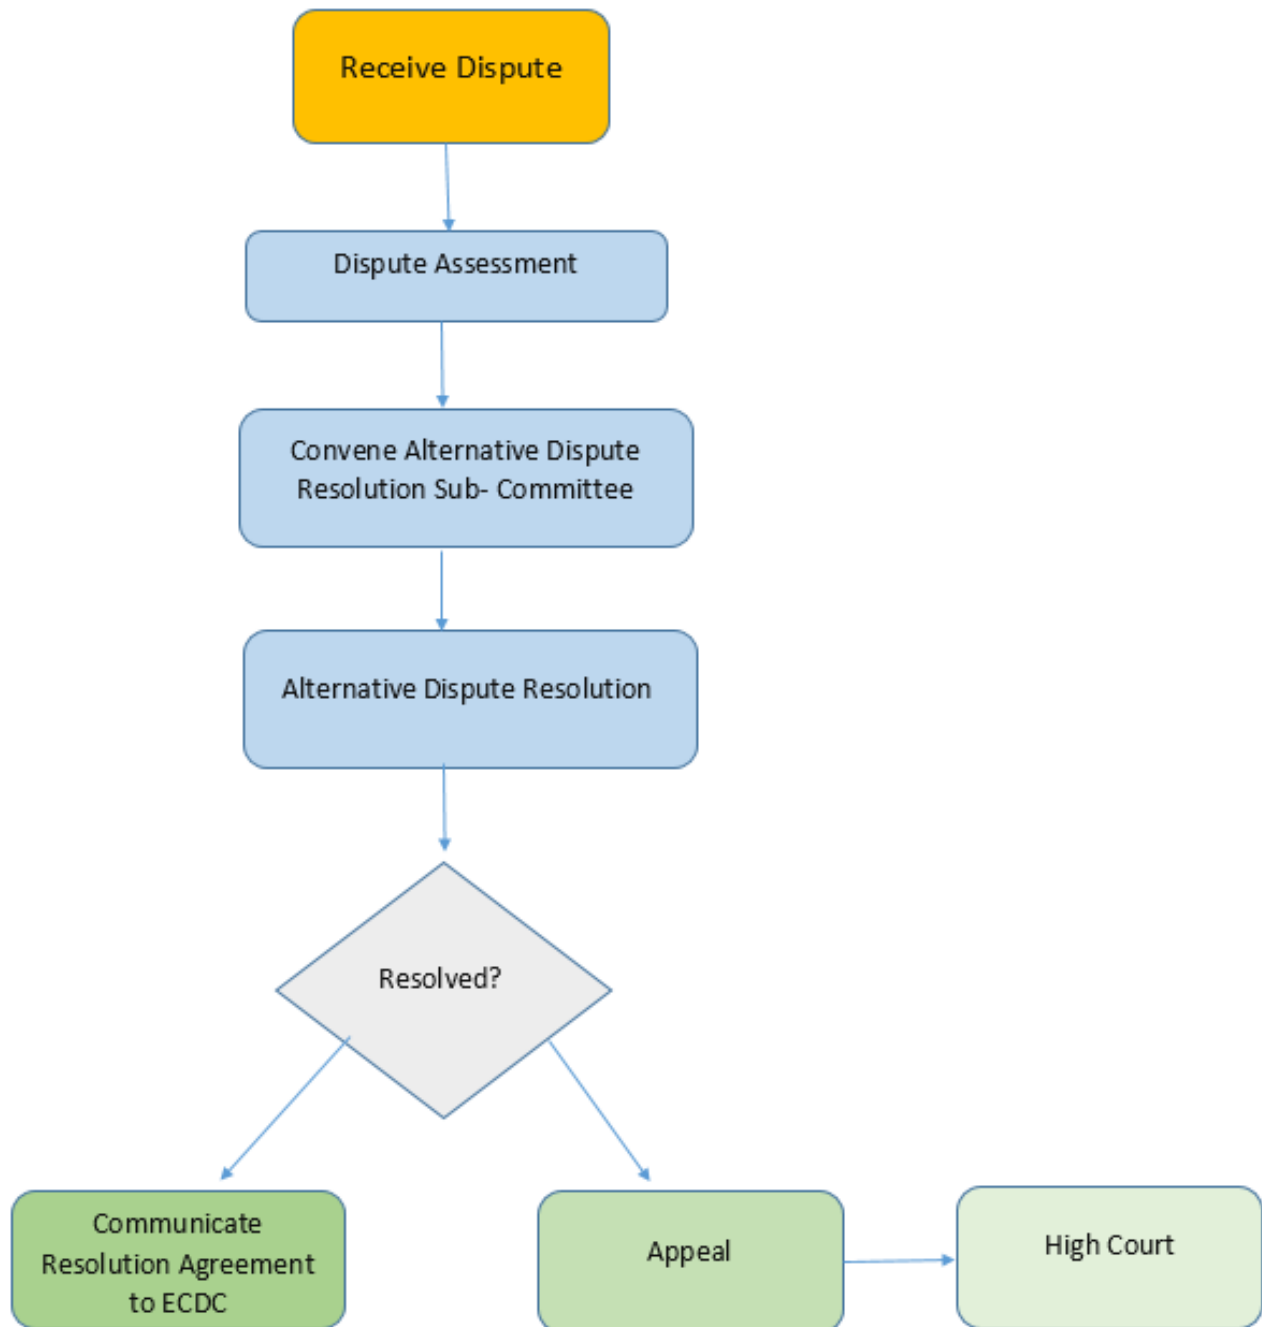 Receive Dispute
Dispute Assessment
Convene Alternative Dispute
Resolution Sub- Committee
Alternative Dispute Resolution
Resolved?
Communicate
Resolution Agreement
to ECDC
Appeal
High Court